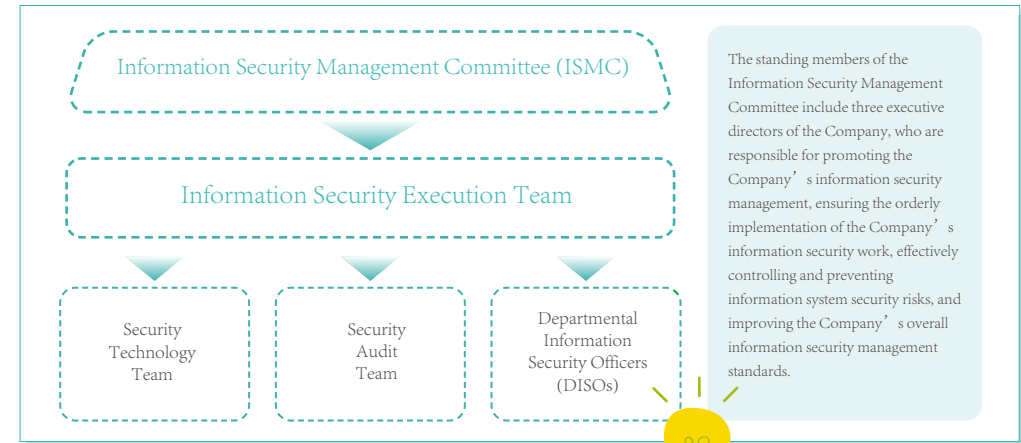 Information Security Management Committee (ISMC)
Information Security Execution Team
Security
Technology
Team
Security
Audit
Team
Departmental
Information
Security Officers
(DISOs)
The standing members of the
Information Security Management
Committee include three executive
directors of the Company, who are
responsible for promoting the
Company’s information security
management, ensuring the orderly
implementation of the Company’s
information security work, effectively
controlling and preventing
information system security risks, and
improving the Company’s overall
information security management
standards.